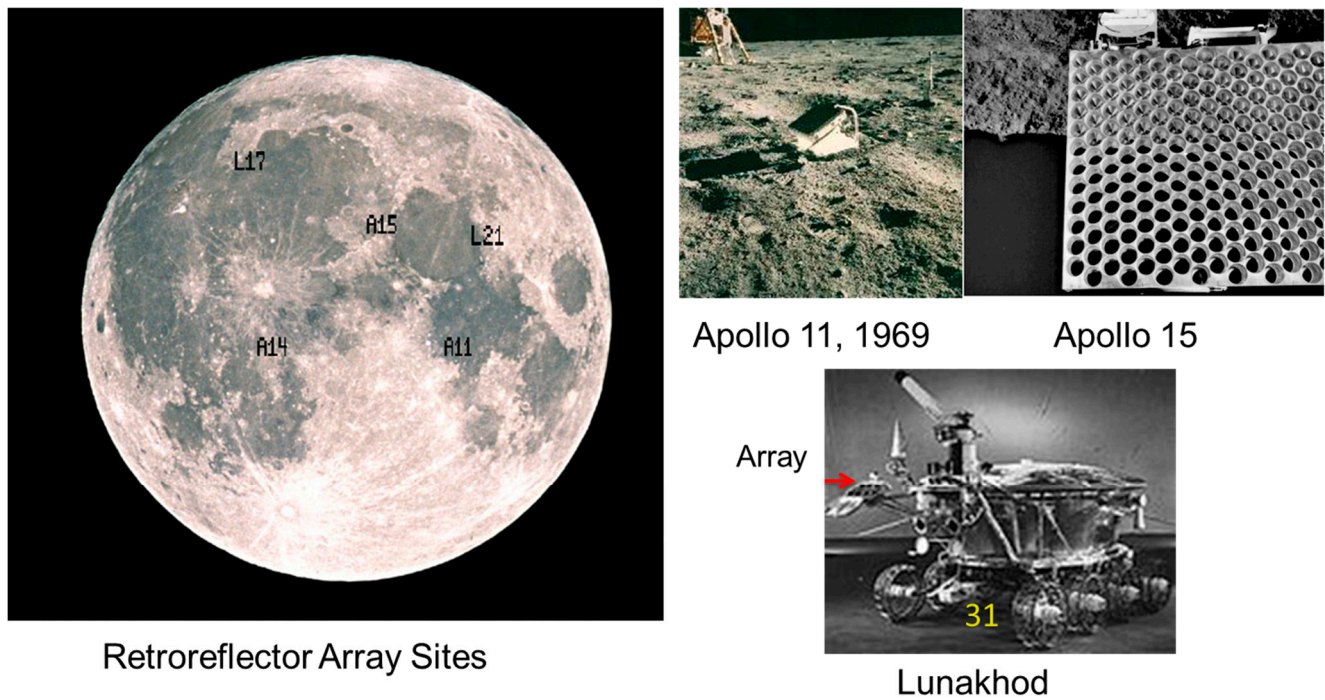 L17
A15
L21
A14
A11
Retroreflector Array Sites
Apollo 11, 1969
Apollo 15
Array
31
Lunakhod